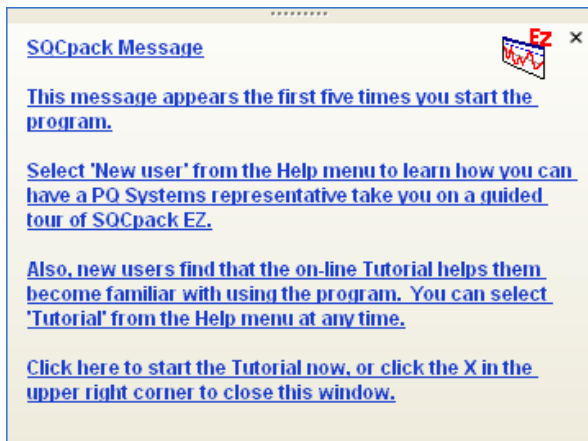 EZ
SQCpack Message
This message appears the first five times you start the
program.
Select 'New user' from the Help menu to learn how you can
have a PQ Systems representative take you on a guided
tour of SQCpack EZ.
Also, new users find that the on-line Tutorial helps them
become familiar with using the program.  You can select
'Tutorial' from the Help menu at any time.
Click here to start the Tutorial now, or click the X in the
upper right corner to close this window.